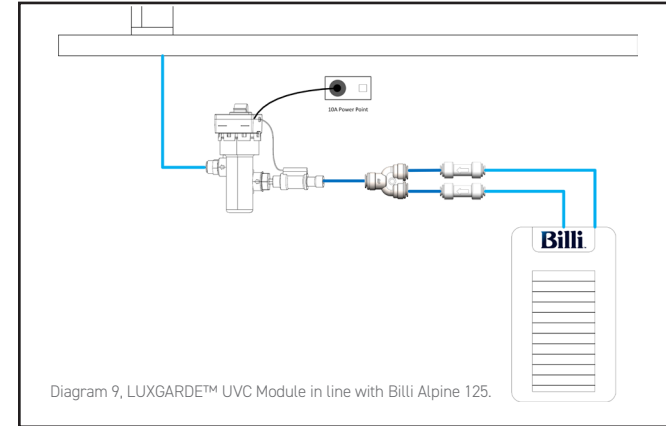 10A Power Point
Billi.
Diagram 9, LUXGARDE™ UVC Module in line with Billi Alpine 125.